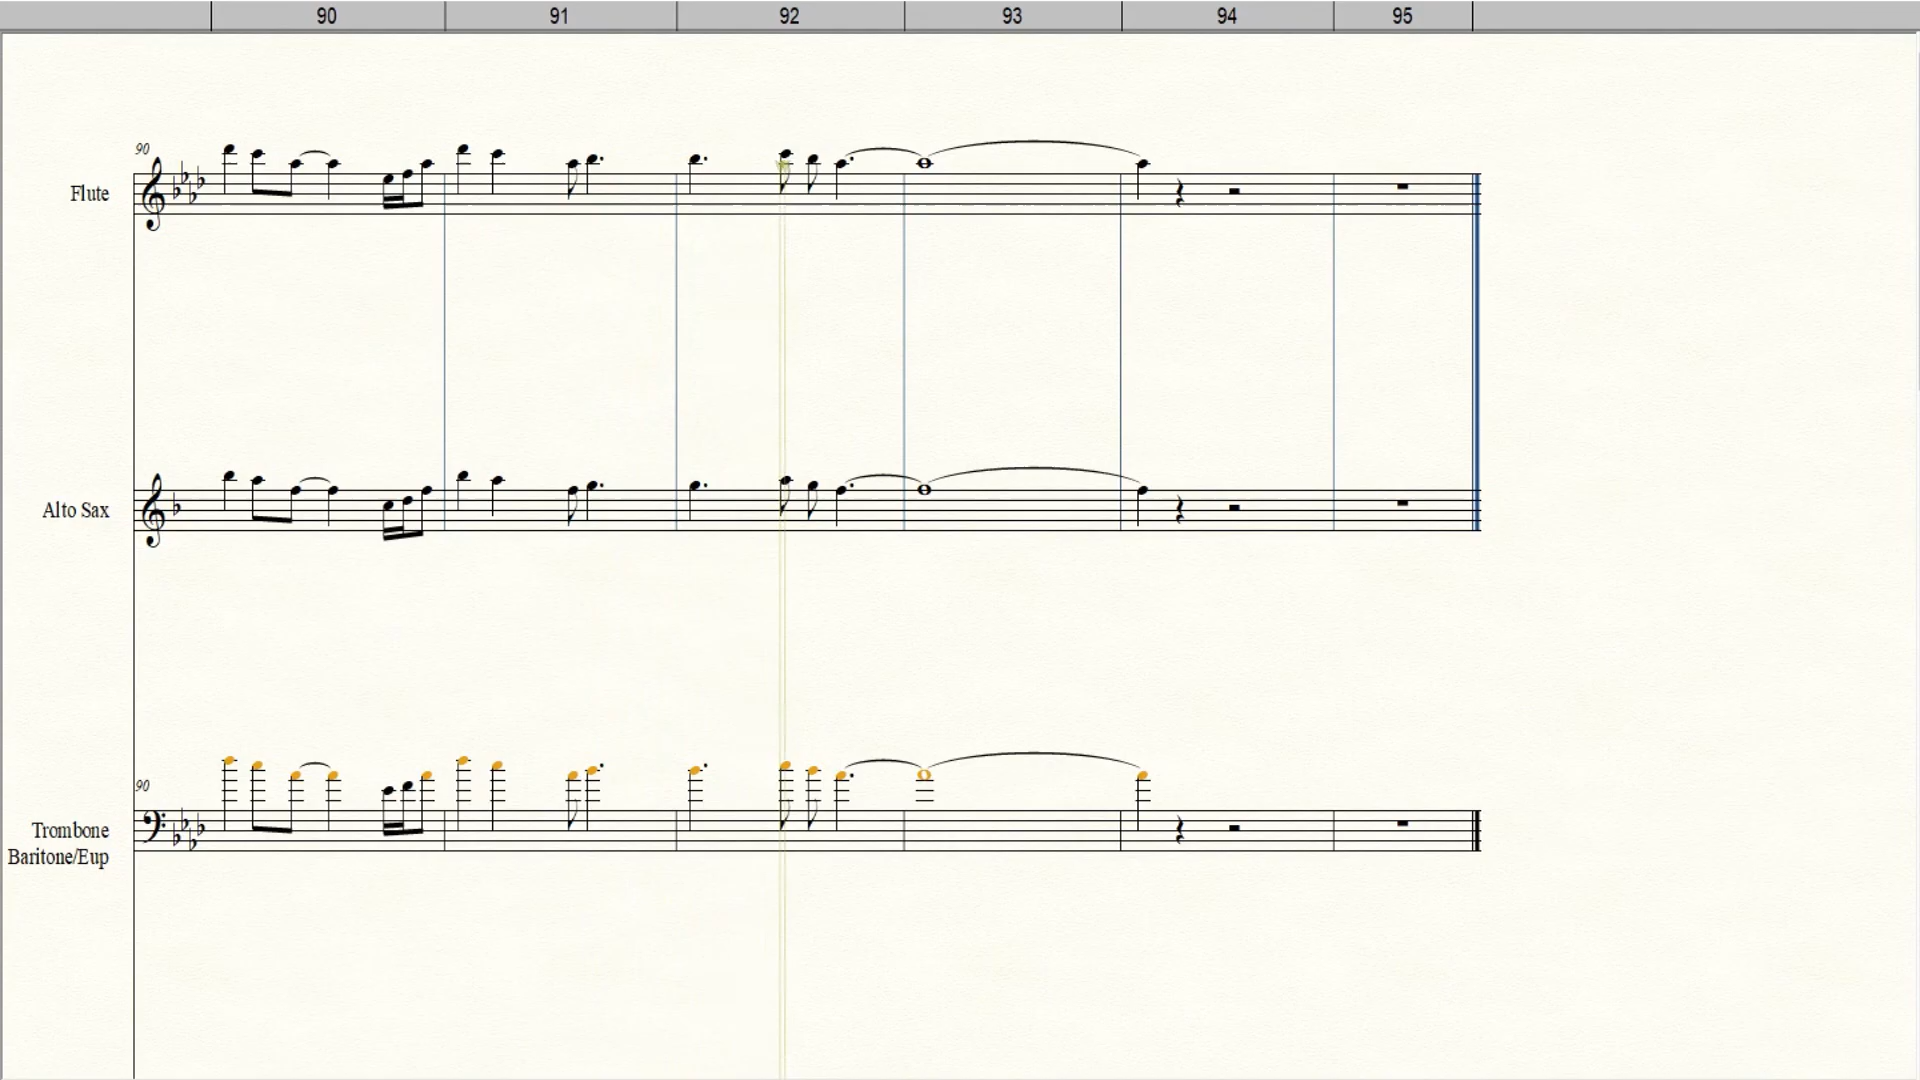 90 91 92 93 94 95
90
Flute
Alto Sax
90
Trombone
Baritone/Eup